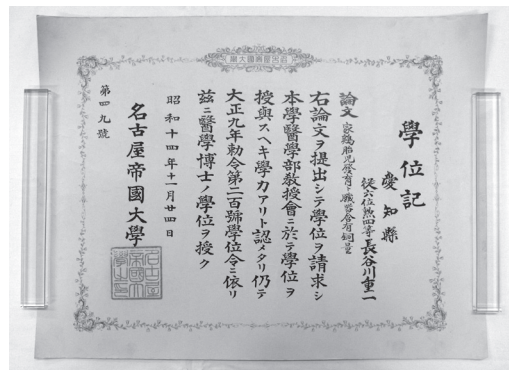 學位記
愛知縣
從六位勲四等長谷川重一
論文
右論文ヲ提出シテ學位ヲ請求シ
本學醫學部教授會ニ於テ學位ヲ
授與スヘキ學力アリト認メタリ仍テ
大正九年勅令第二百號學位令ニ依リ
茲ニ醫學博士ノ學位ヲ授ク
昭和十四年十一月廿四日
名古屋帝國大學
第四九號